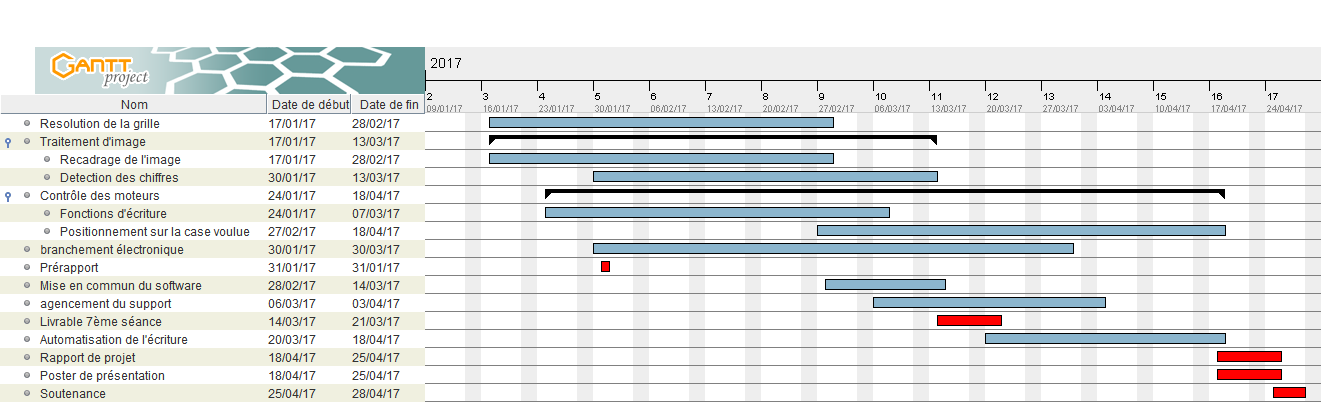 GANTT
project
2017
Nom Date de début Date de fin
2 3 4 5 6 7 8 9 10 11 12 13 14 15 16 17
09/01/17 16/01/17 23/01/17 30/01/17 06/02/17 13/02/17 20/02/17 27/02/17 06/03/17 13/03/17 20/03/17 27/03/17 03/04/17 10/04/17 17/04/17 24/04/17
Resolution de la grille 17/01/17 28/02/17
Traitement d'image 17/01/17 13/03/17
Recadrage de l'image 17/01/17 28/02/17
Detection des chiffres 30/01/17 13/03/17
Contrôle des moteurs 24/01/17 18/04/17
Fonctions d'écriture 24/01/17 07/03/17
Positionnement sur la case voulue 27/02/17 18/04/17
branchement électronique 30/01/17 30/03/17
Prérapport 31/01/17 31/01/17
Mise en commun du software 28/02/17 14/03/17
agencement du support 06/03/17 03/04/17
Livrable 7ème séance 14/03/17 21/03/17
Automatisation de l'écriture 20/03/17 18/04/17
Rapport de projet 18/04/17 25/04/17
Poster de présentation 18/04/17 25/04/17
Soutenance 25/04/17 28/04/17